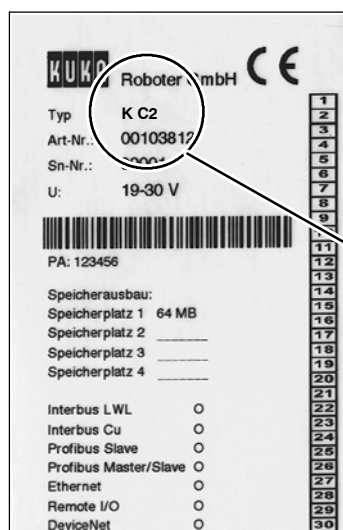 KUKA Roboter GmbH CE
Typ K C2
Art-Nr.: 00103812
Sn-Nr.:
U: 19-30 V
PA: 123456
Speicherausbau:
Speicherplatz 1 64 MB
Speicherplatz 2
Speicherplatz 3
Speicherplatz 4
Interbus LWL O
Interbus Cu O
Profibus Slave O
Profibus Master/Slave O
Ethernet O
Remote I/O O
DeviceNet O
1
2
3
4
5
6
7
8
9
11
12
13
14
15
16
17
18
19
20
21
22
23
24
25
26
27
28
29
30